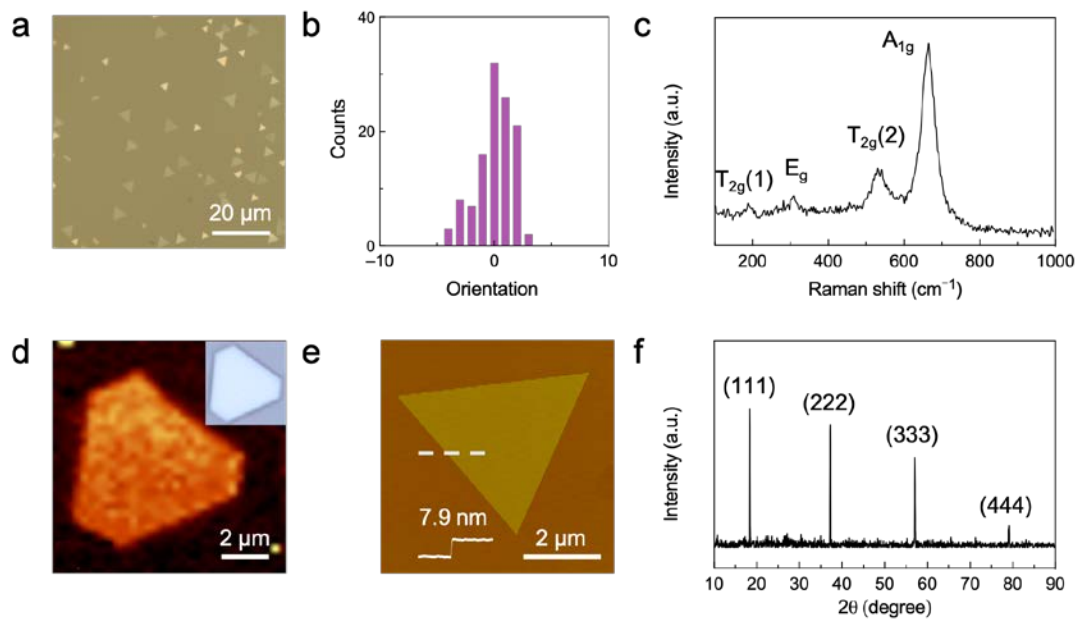 a
20 μm
b
Counts
40
20
0
−10
0
10
Orientation
c
Intensity (a.u.)
T₂g(1)
Eg
T₂g(2)
A₁g
200
400
600
800
1000
Raman shift (cm⁻¹)
d
2 μm
e
7.9 nm
2 μm
f
Intensity (a.u.)
(111)
(222)
(333)
(444)
10
20
30
40
50
60
70
80
90
2θ (degree)